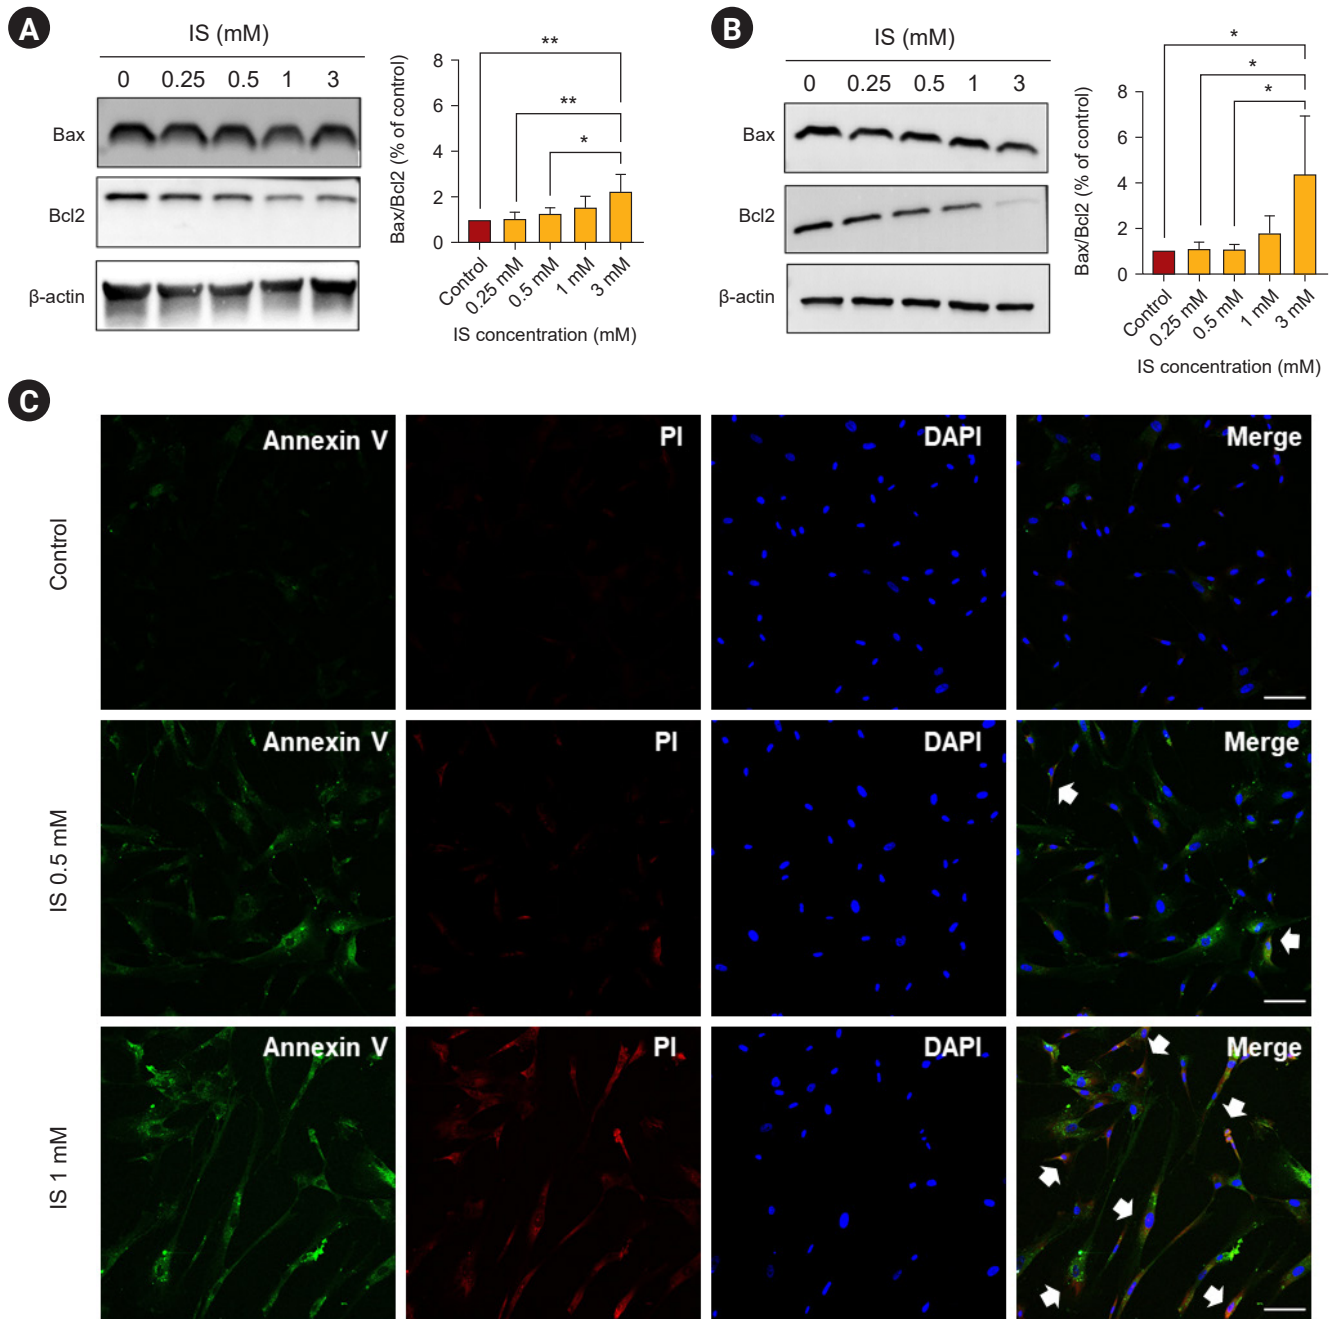 A
IS (mM)
0 0.25 0.5 1 3
Bax
Bcl2
β-actin
Bax/Bcl2 (% of control)
8
6
4
2
0
**
**
*
Control
0.25 mM
0.5 mM
1 mM
3 mM
IS concentration (mM)
B
IS (mM)
0 0.25 0.5 1 3
Bax
Bcl2
β-actin
Bax/Bcl2 (% of control)
8
6
4
2
0
*
*
*
Control
0.25 mM
0.5 mM
1 mM
3 mM
IS concentration (mM)
C
Control
Annexin V PI DAPI Merge
IS 0.5 mM
Annexin V PI DAPI Merge
IS 1 mM
Annexin V PI DAPI Merge